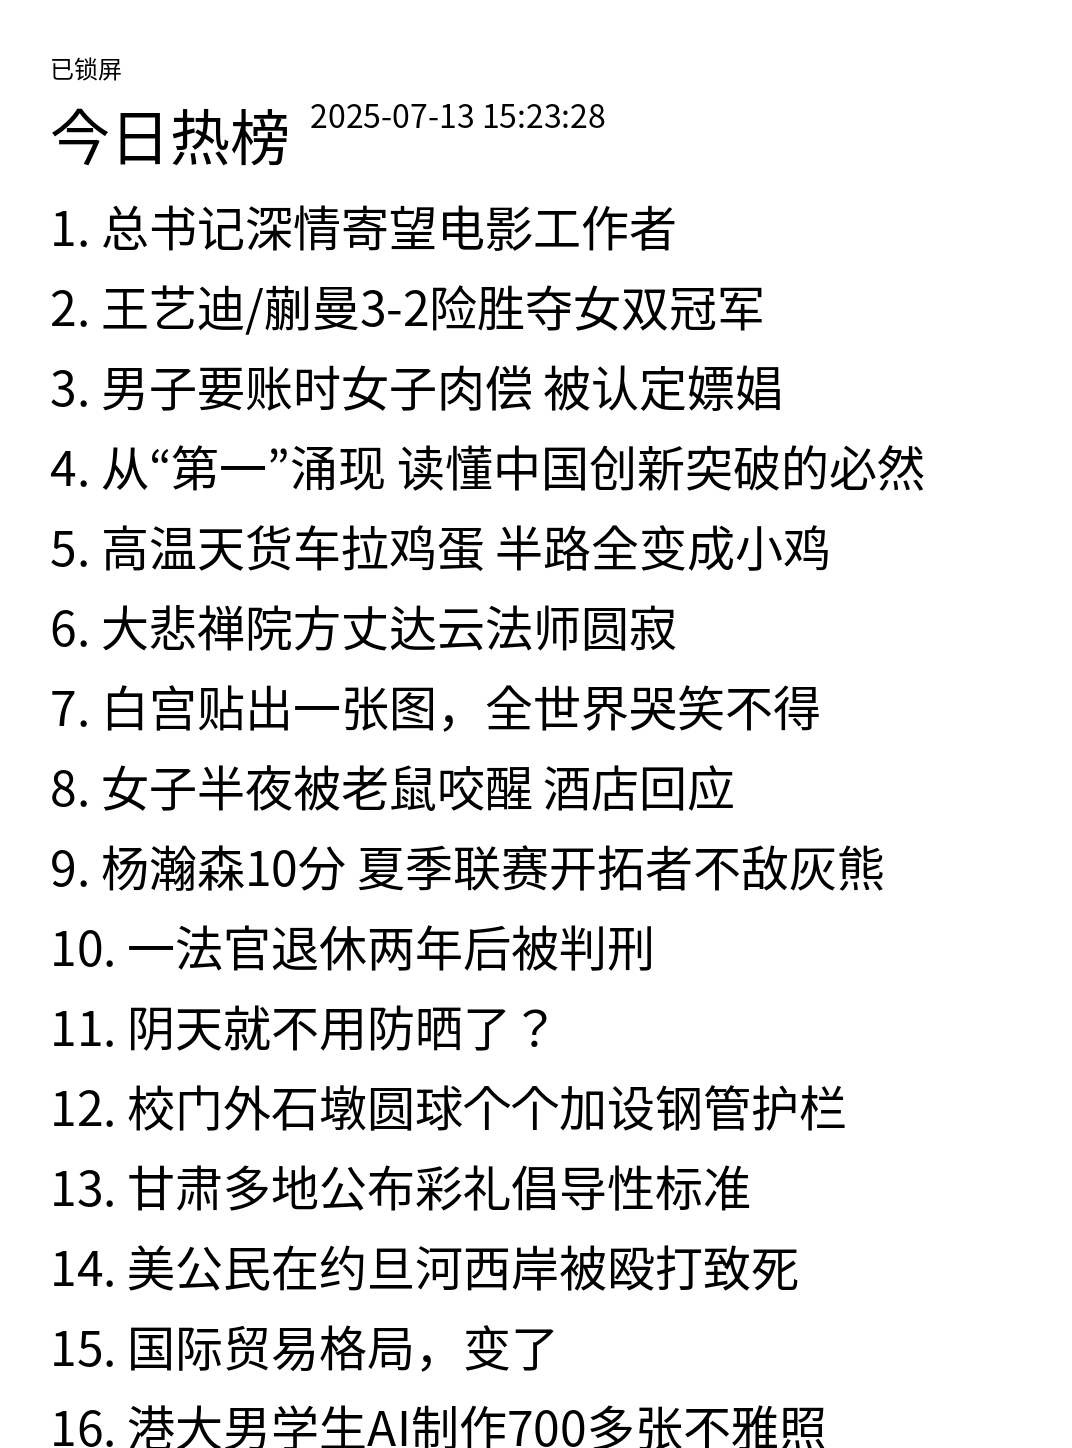 已锁屏
今日热榜 2025-07-13 15:23:28
1. 总书记深情寄望电影工作者
2. 王艺迪/蒯曼3-2险胜夺女双冠军
3. 男子要账时女子肉偿 被认定嫖娼
4. 从“第一”涌现 读懂中国创新突破的必然
5. 高温天货车拉鸡蛋 半路全变成小鸡
6. 大悲禅院方丈达云法师圆寂
7. 白宫贴出一张图，全世界哭笑不得
8. 女子半夜被老鼠咬醒 酒店回应
9. 杨瀚森10分 夏季联赛开拓者不敌灰熊
10. 一法官退休两年后被判刑
11. 阴天就不用防晒了？
12. 校门外石墩圆球个个加设钢管护栏
13. 甘肃多地公布彩礼倡导性标准
14. 美公民在约旦河西岸被殴打致死
15. 国际贸易格局，变了
16. 港大男学生AI制作700多张不雅照